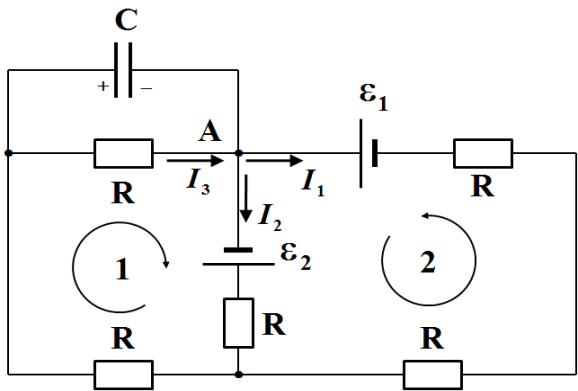 C
+ −
A
ε₁
R
I₃
I₁
R
I₂
1
ε₂
2
R
R
R